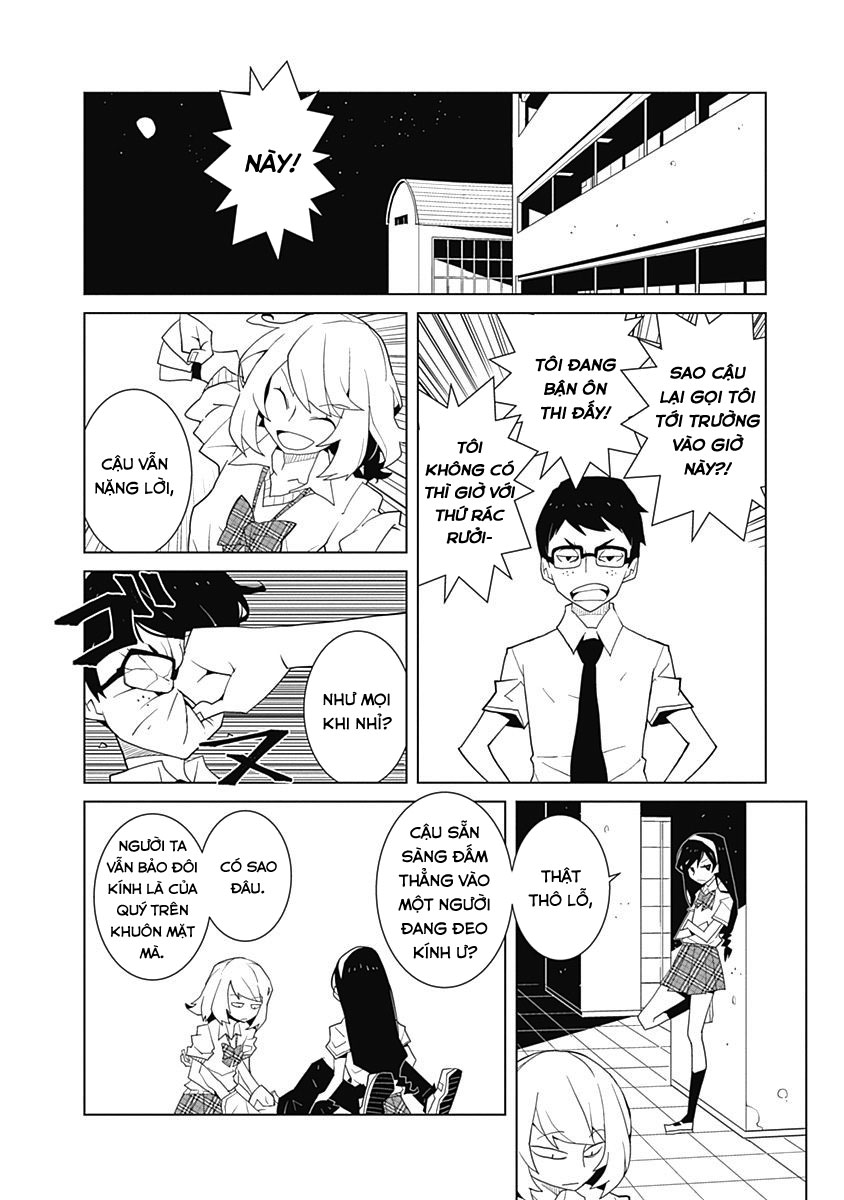 NÀY!
SAO CẬU
LẠI GỌI TÔI
TỚI TRƯỜNG
VÀO GIỜ
NÀY?!
TÔI ĐANG
BẬN ÔN
THI ĐẤY!
TÔI
KHÔNG CÓ
THÌ GIỜ VỚI
THỨ RÁC
RƯỞI-
CẬU VẪN
NẶNG LỜI,
NHƯ MỌI
KHI NHỈ?
ゴ
ス
THẬT
THÔ LỖ,
CẬU SẴN
SÀNG ĐẤM
THẲNG VÀO
MỘT NGƯỜI
ĐANG ĐEO
KÍNH Ư?
CÓ SAO
ĐÂU.
NGƯỜI TA
VẪN BẢO ĐÔI
KÍNH LÀ CỦA
QUÝ TRÊN
KHUÔN MẶT
MÀ.